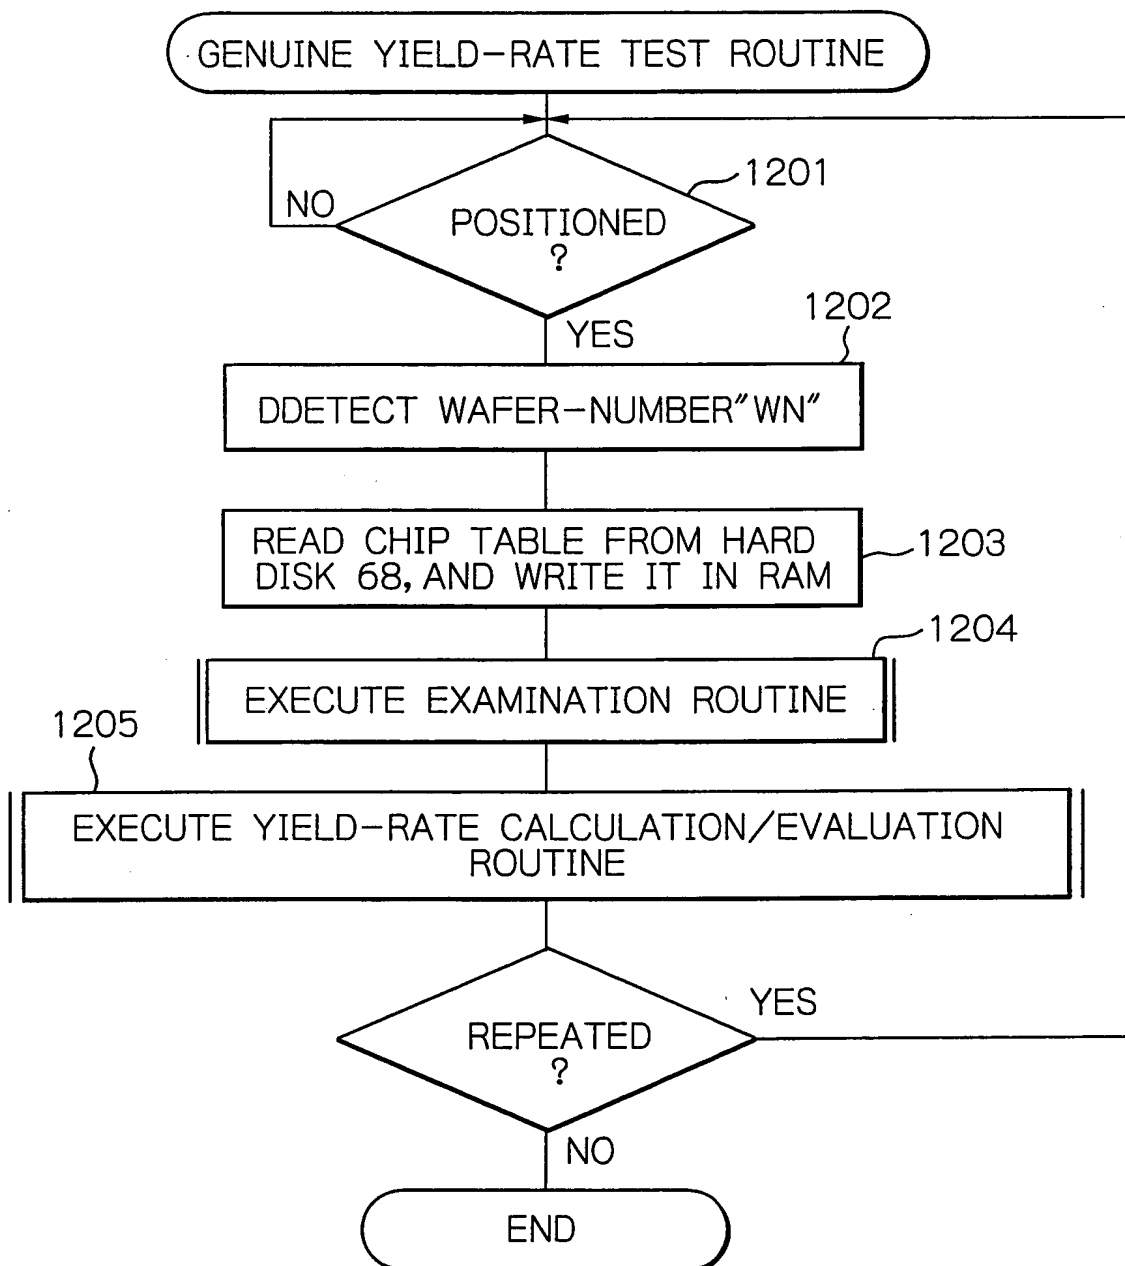 GENUINE YIELD-RATE TEST ROUTINE
1201
NO
POSITIONED
?
1202
YES
DDETECT WAFER-NUMBER"WN"
READ CHIP TABLE FROM HARD
DISK 68, AND WRITE IT IN RAM
1203
1204
EXECUTE EXAMINATION ROUTINE
1205
EXECUTE YIELD-RATE CALCULATION/EVALUATION
ROUTINE
YES
REPEATED
?
NO
END